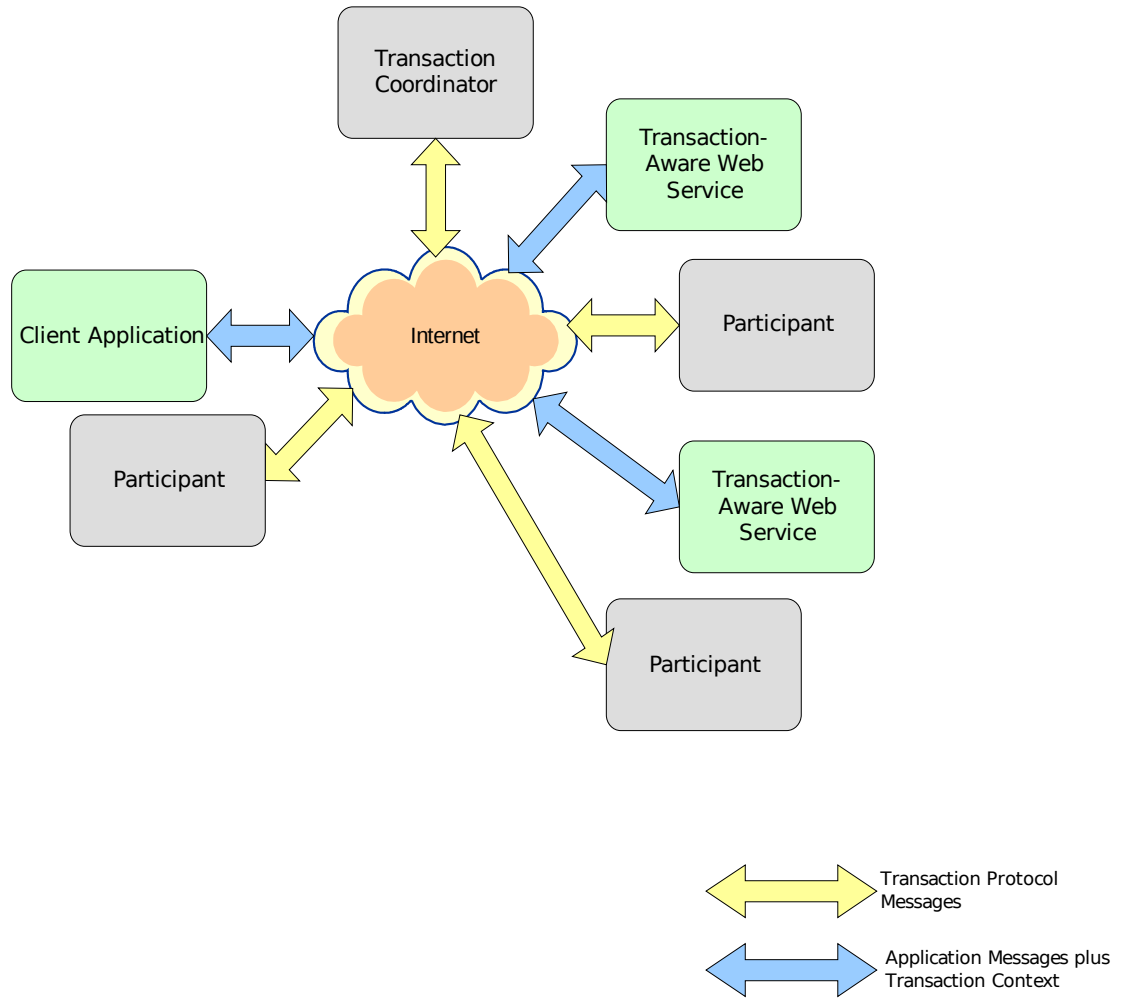 Transaction
Coordinator
Transaction-
Aware Web
Service
Client Application
Internet
Participant
Participant
Transaction-
Aware Web
Service
Participant
Transaction Protocol
Messages
Application Messages plus
Transaction Context